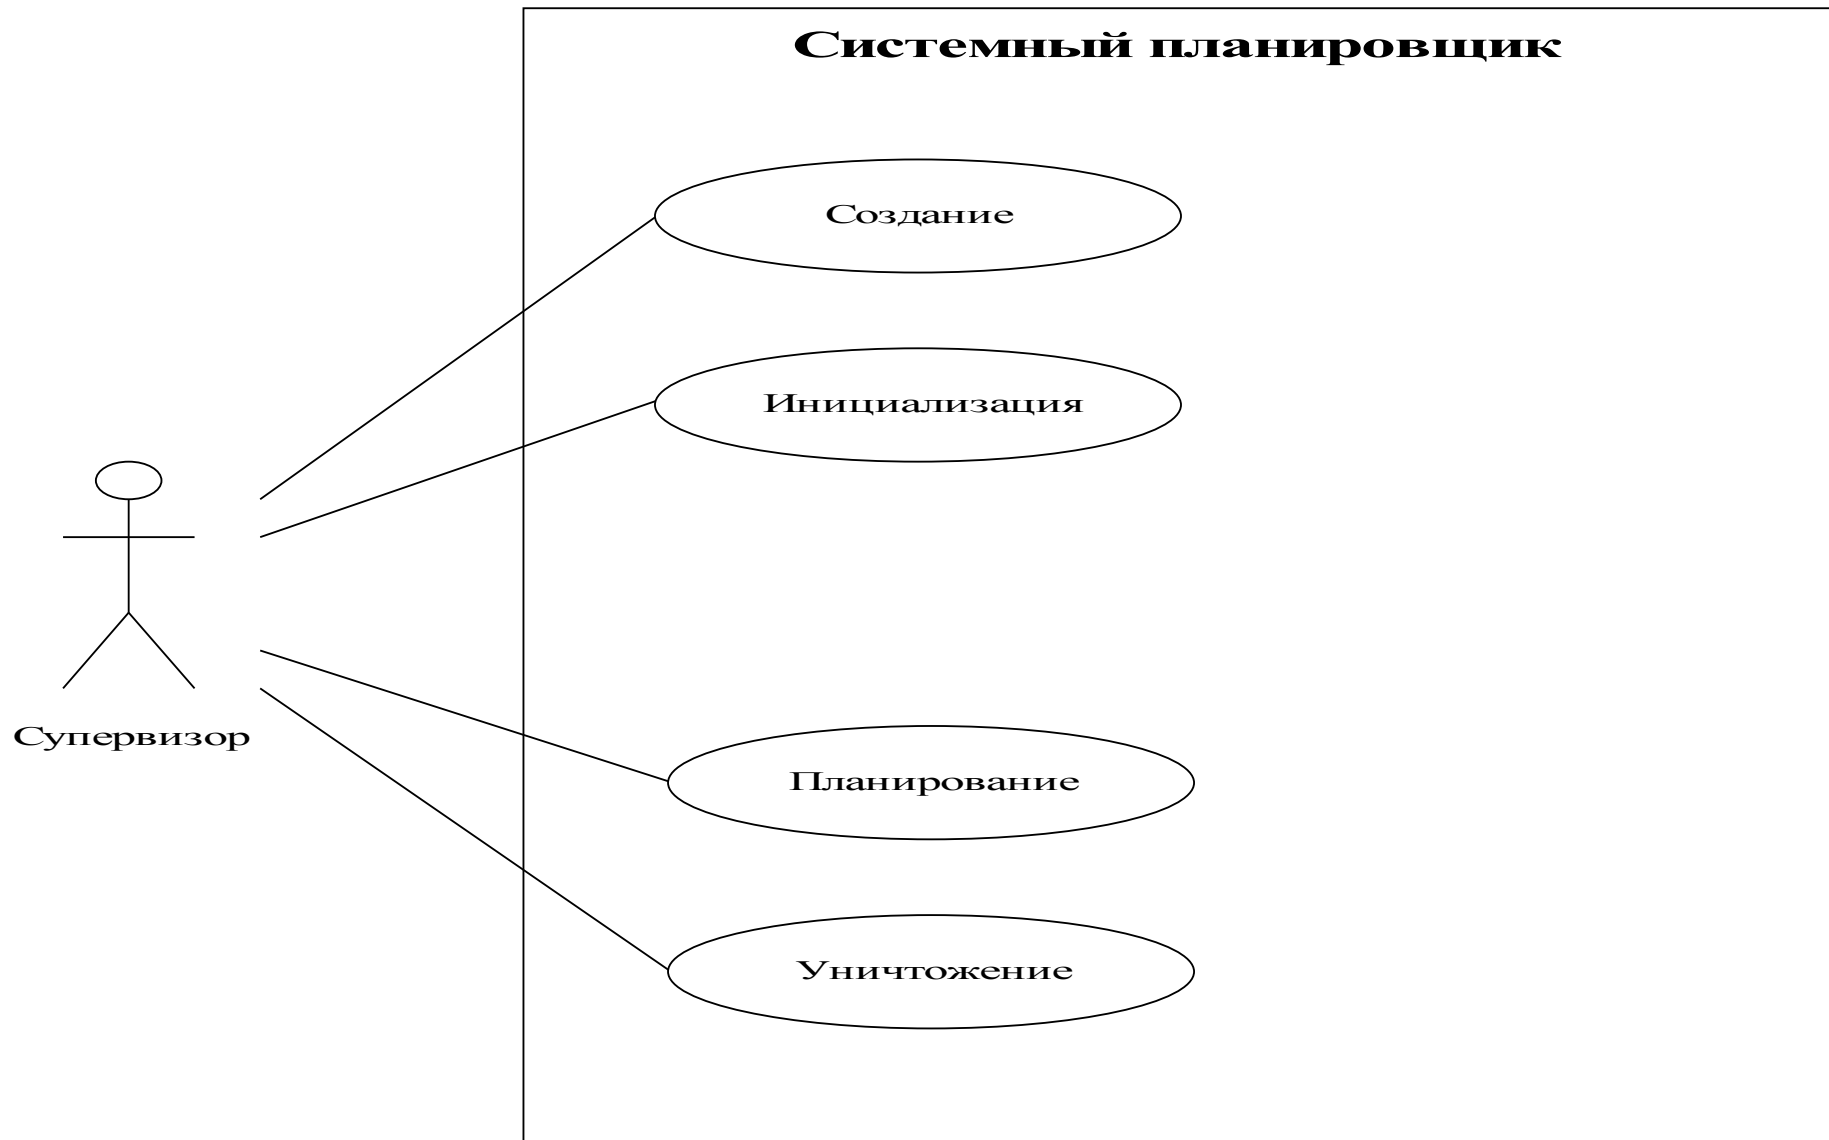 Системный планировщик
Создание
Инициализация
Супервизор
Планирование
Уничтожение